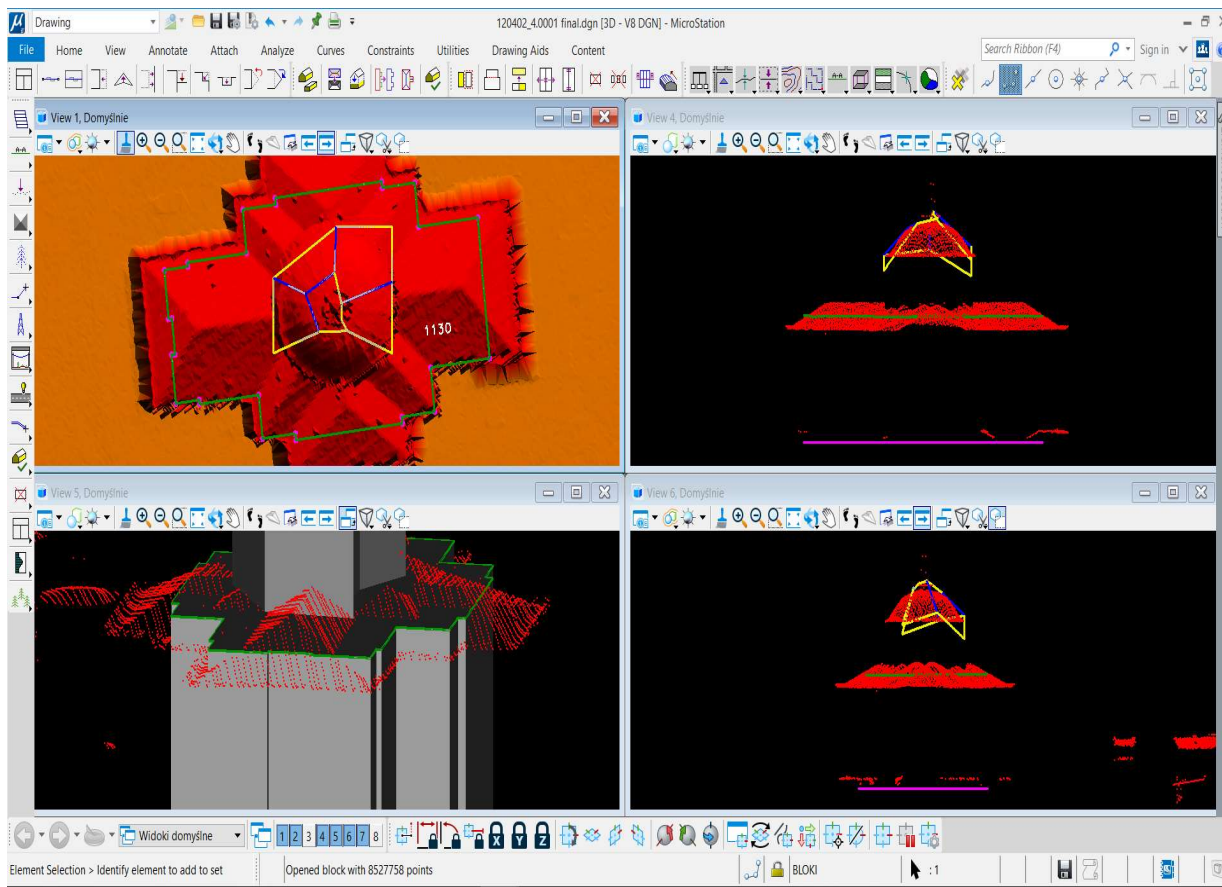 Drawing
120402_4.0001 final.dgn [3D - V8 DGN] - MicroStation
File Home View Annotate Attach Analyze Curves Constraints Utilities Drawing Aids Content
Search Ribbon (F4)
Sign in
View 1, Domyślnie
View 4, Domyślnie
1130
View 5, Domyślnie
View 6, Domyślnie
Widoki domyślne
1 2 3 4 5 6 7 8
X Y Z
Element Selection > Identify element to add to set
Opened block with 8527758 points
BLOKI
: 1